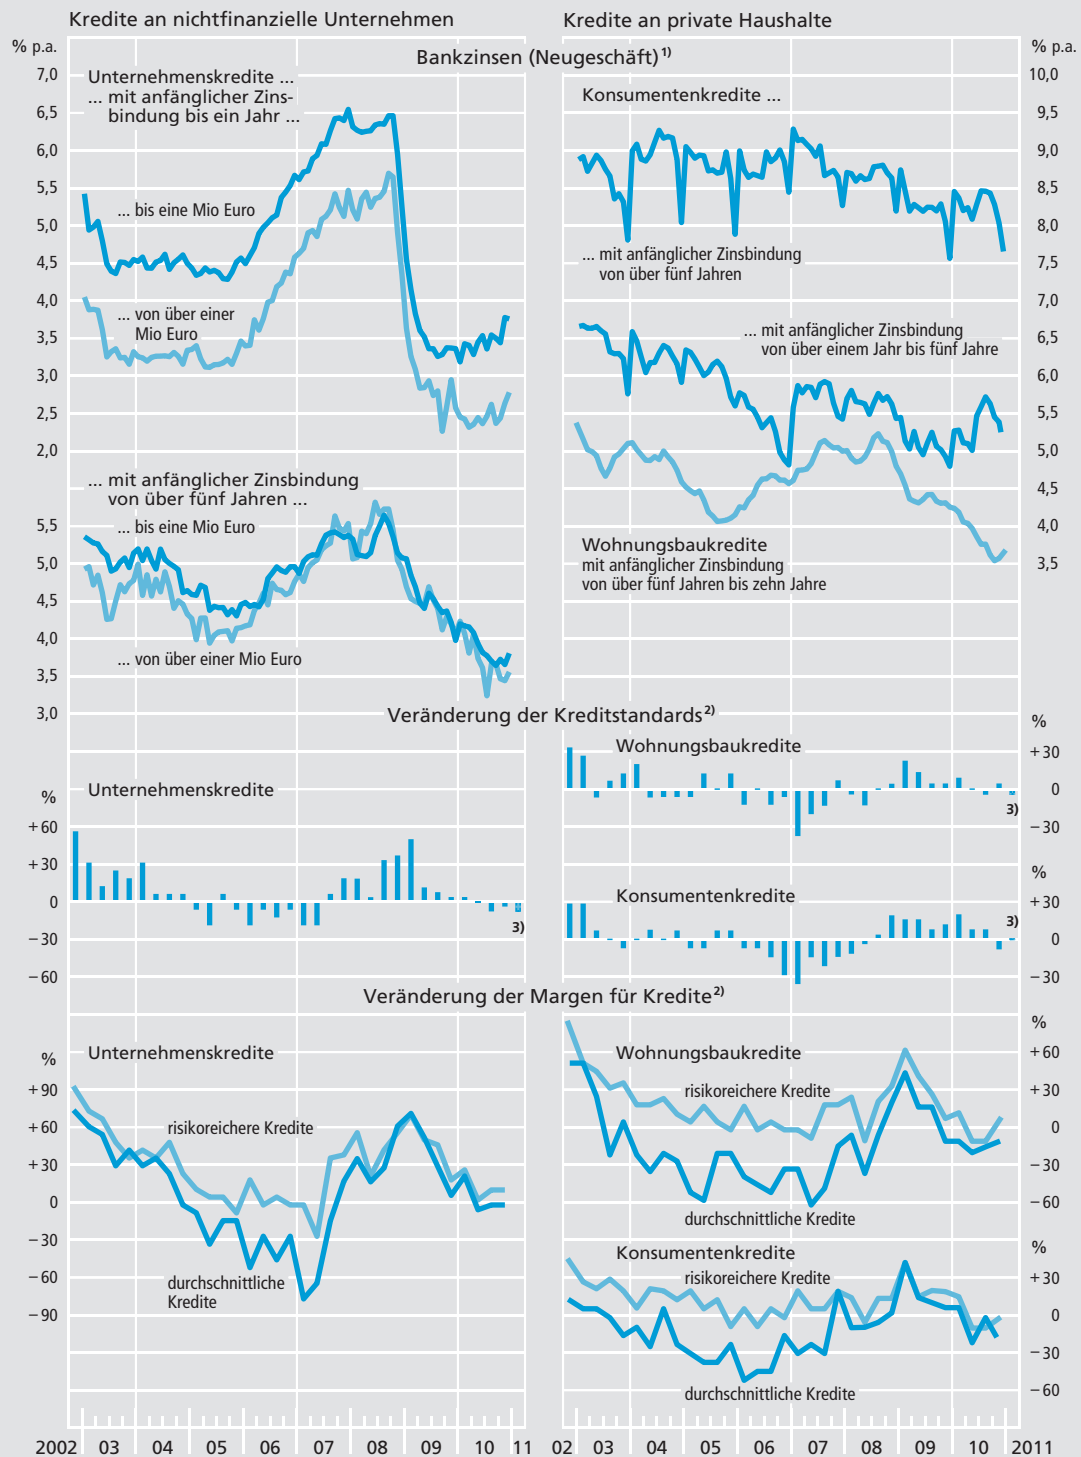 Kredite an nichtfinanzielle Unternehmen
Kredite an private Haushalte
% p.a.
Bankzinsen (Neugeschäft) 1)
% p.a.
7,0
6,5
6,0
5,5
5,0
4,5
4,0
3,5
3,0
2,5
2,0
Unternehmenskredite ...
... mit anfänglicher Zins-
bindung bis ein Jahr ...
... bis eine Mio Euro
... von über einer
Mio Euro
... mit anfänglicher Zinsbindung
von über fünf Jahren ...
... bis eine Mio Euro
... von über einer Mio Euro
5,5
5,0
4,5
4,0
3,5
3,0
10,0
9,5
9,0
8,5
8,0
7,5
7,0
6,5
6,0
5,5
5,0
4,5
4,0
3,5
Konsumentenkredite ...
... mit anfänglicher Zinsbindung
von über fünf Jahren
... mit anfänglicher Zinsbindung
von über einem Jahr bis fünf Jahre
Wohnungsbaukredite
mit anfänglicher Zinsbindung
von über fünf Jahren bis zehn Jahre
Veränderung der Kreditstandards 2)
%
Unternehmenskredite
+ 60
+ 30
0
– 30
– 60
3)
%
Wohnungsbaukredite
+ 30
0
– 30
3)
%
Konsumentenkredite
+ 30
0
– 30
3)
Veränderung der Margen für Kredite 2)
%
Unternehmenskredite
+ 90
+ 60
+ 30
0
– 30
– 60
– 90
risikoreichere Kredite
durchschnittliche
Kredite
%
Wohnungsbaukredite
+ 60
+ 30
0
– 30
– 60
risikoreichere Kredite
durchschnittliche Kredite
%
Konsumentenkredite
risikoreichere Kredite
+ 30
0
– 30
– 60
durchschnittliche Kredite
2002 03 04 05 06 07 08 09 10 11
02 03 04 05 06 07 08 09 10 2011